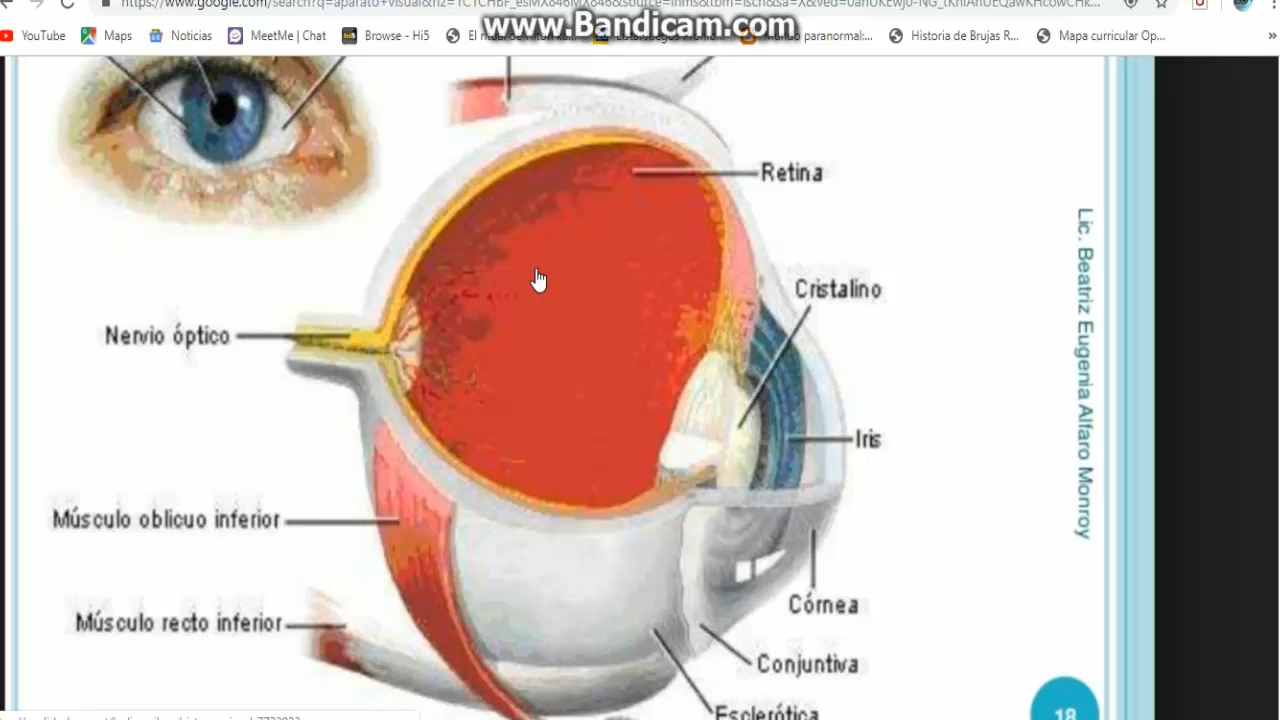 www.Bandicam.com
YouTube
Maps
Noticias
MeetMe | Chat
Browse - Hi5
Historia de Brujas R...
Mapa curricular Op...
»
Retina
Cristalino
Nervio óptico
Iris
Músculo oblicuo inferior
Córnea
Músculo recto inferior
Conjuntiva
Esclerótica
Lic. Beatriz Eugenia Alfaro Monroy
18